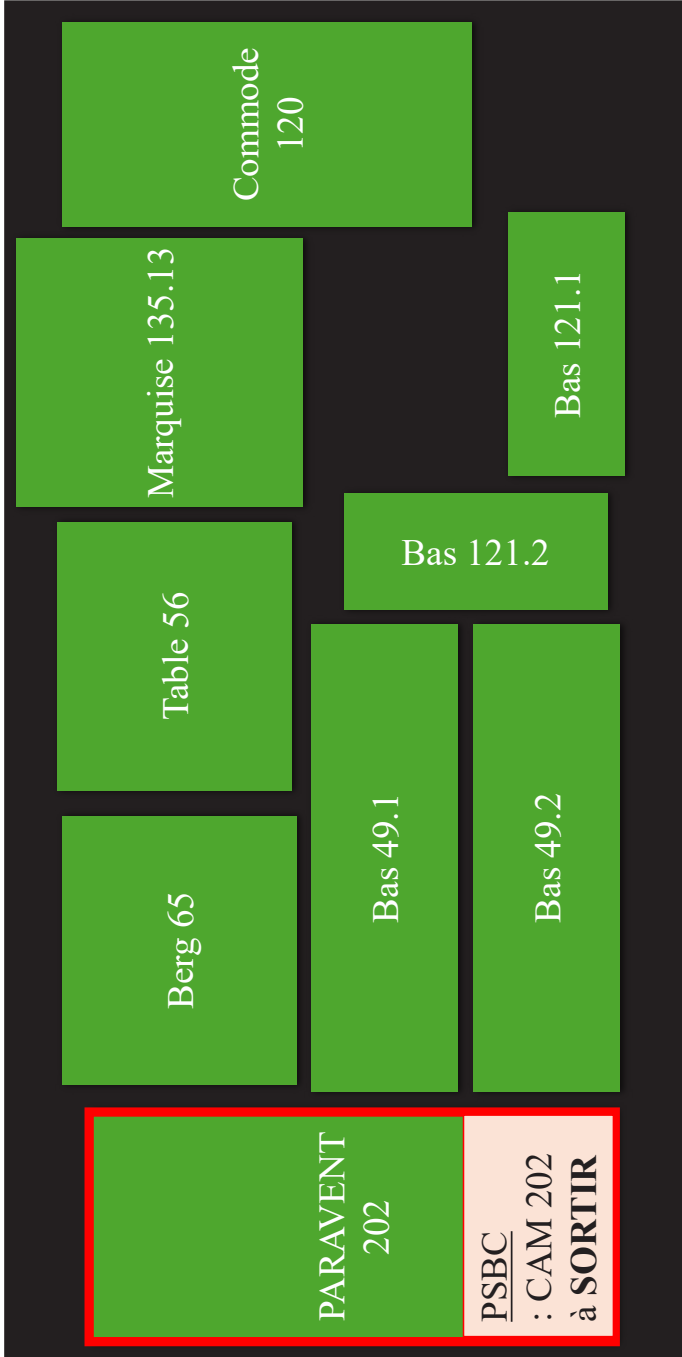 Commode
120
Marquise 135.13
Bas 121.1
Bas 121.2
Table 56
Bas 49.1
Bas 49.2
Berg 65
PARAVENT
202
PSBC
: CAM 202
à SORTIR